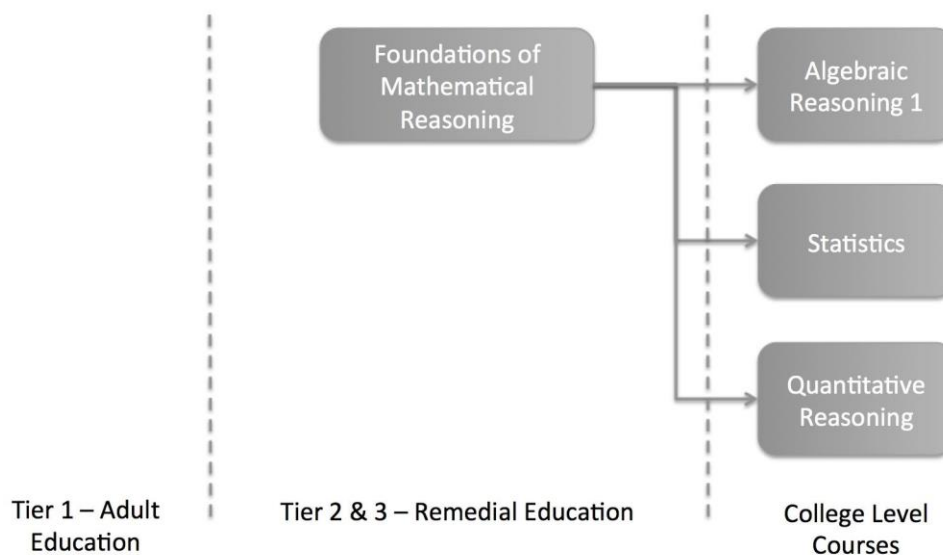 Foundations of
Mathematical
Reasoning
Algebraic
Reasoning 1
Statistics
Quantitative
Reasoning
Tier 1 – Adult
Education
Tier 2 & 3 – Remedial Education
College Level
Courses